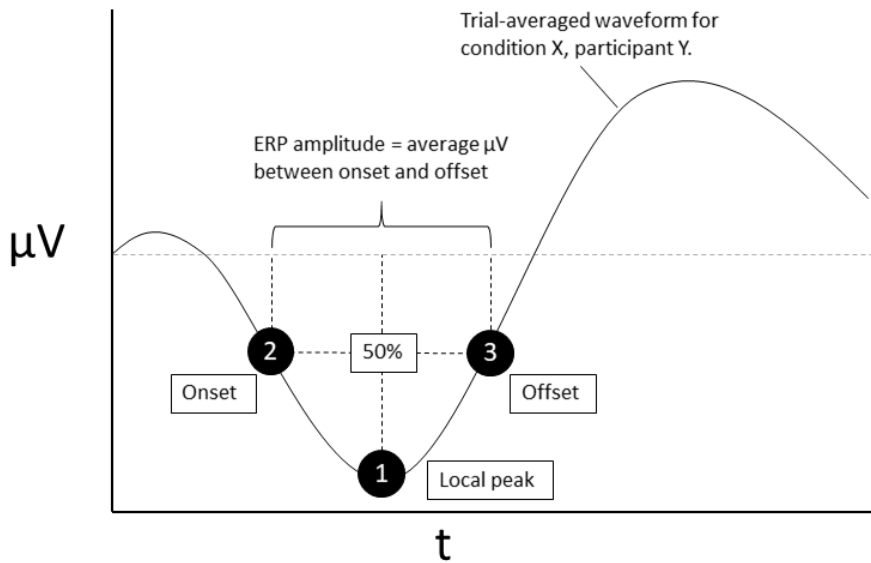 Trial-averaged waveform for
condition X, participant Y.
ERP amplitude = average µV
between onset and offset
µV
2
50%
3
Onset
Offset
1
Local peak
t